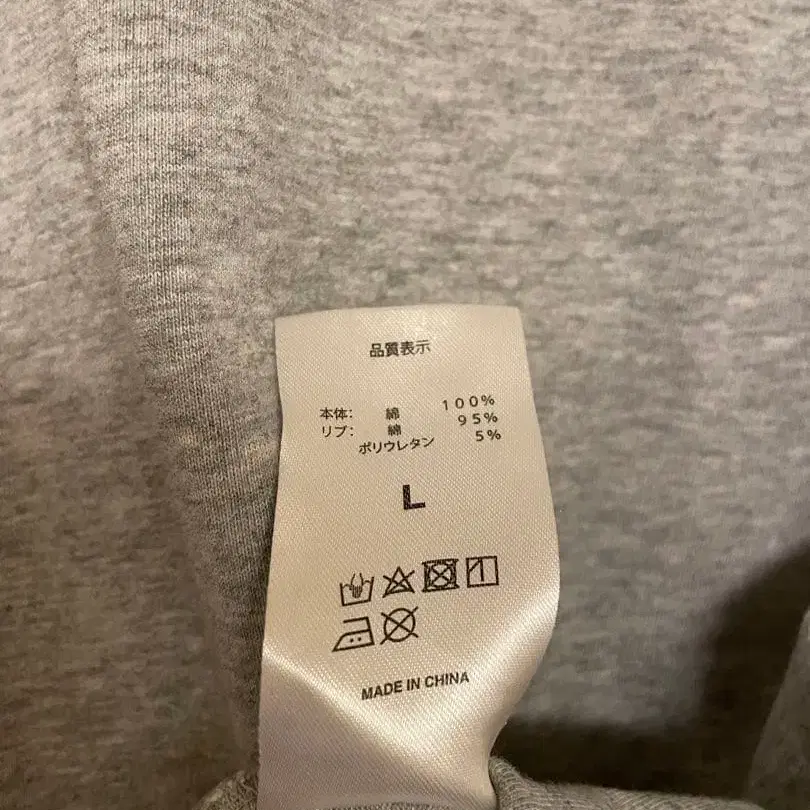 品質表示
本体: 綿 100%
リブ: 綿 95%
ポリウレタン 5%
L
MADE IN CHINA